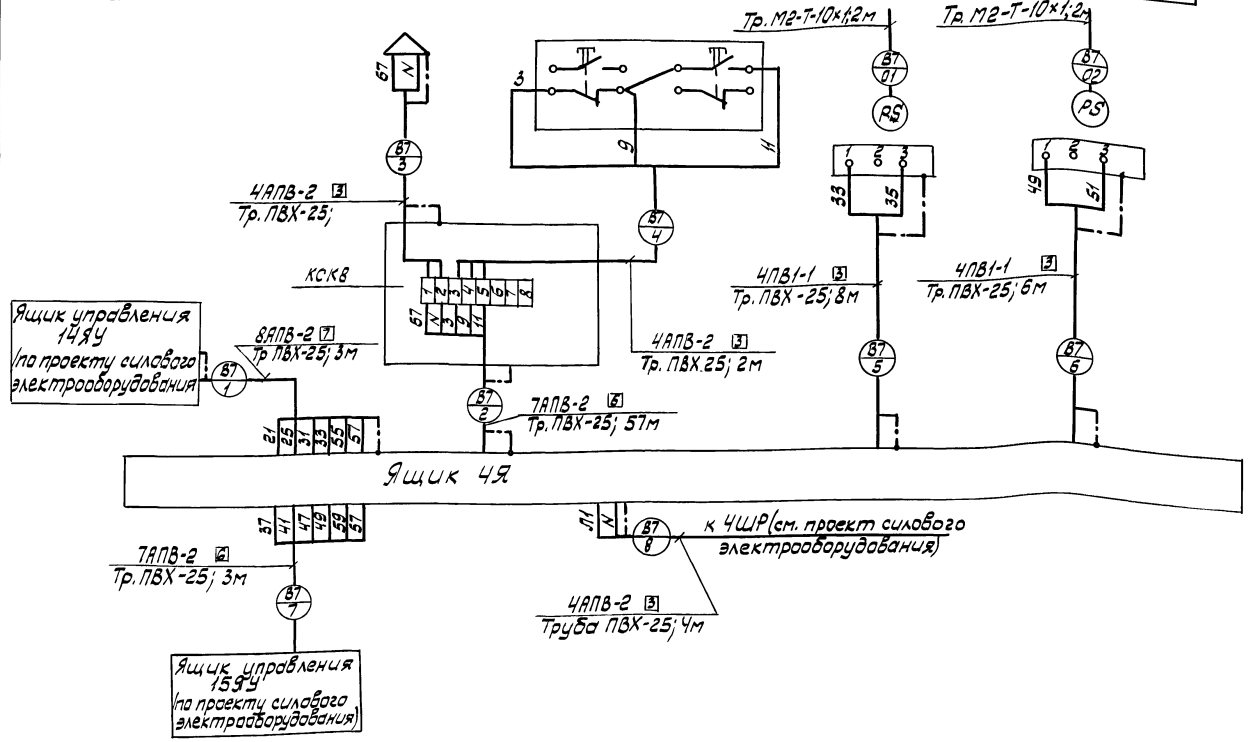 Тр. М2-Т-10×1;2м
Тр. М2-Т-10×1;2м
В7
01
РS
В7
02
РS
67
N
3
9
11
В7
3
В7
4
1 2 3
33
35
1 2 3
49
51
4АПВ-2 3
Тр. ПВХ-25;
КСК8
1 2 3 4 5 6 7 8
67 N 3 9 11
4ПВ1-1 3
Тр. ПВХ-25; 8м
4ПВ1-1 3
Тр. ПВХ-25; 6м
Ящик управления
14ЯУ
/по проекту силового
электрооборудования
8АПВ-2 7
Тр ПВХ-25; 3м
В7
1
4АПВ-2 3
Тр. ПВХ.25; 2м
В7
5
В7
6
В7
2
7АПВ-2 6
Тр. ПВХ-25; 57м
21 25 31 33 55 57
Ящик 4Я
37 41 47 49 59 57
Л1 N
В7
8
к 4ШР(см. проект силового
электрооборудования)
7АПВ-2 6
Тр. ПВХ-25; 3м
В7
7
4АПВ-2 3
Труба ПВХ-25; 4м
Ящик управления
15ЯУ
/по проекту силового
электрооборудования)